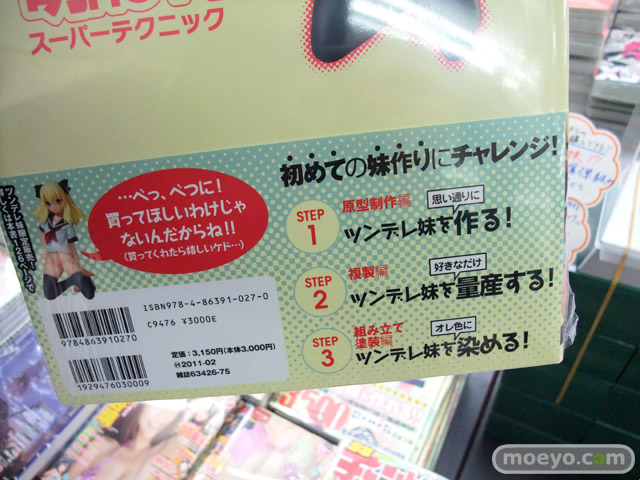 スーパーテクニック
初めての妹作りにチャレンジ!
…べっ、べつに!
買ってほしいわけじゃ
ないんだからね!!
(買ってくれたら嬉しいケド…)
STEP 1
原型制作編
思い通りに
ツンデレ妹を作る!
STEP 2
複製編
好きなだけ
ツンデレ妹を量産する!
STEP 3
組み立て
塗装編
オレ色に
ツンデレ妹を染める!
ISBN978-4-86391-027-0
C9476 ¥3000E
9784863910270
1929476030009
定価:3,150円(本体3,000円)
Ⓗ2011-02
雑誌63426-75
moeyo.com